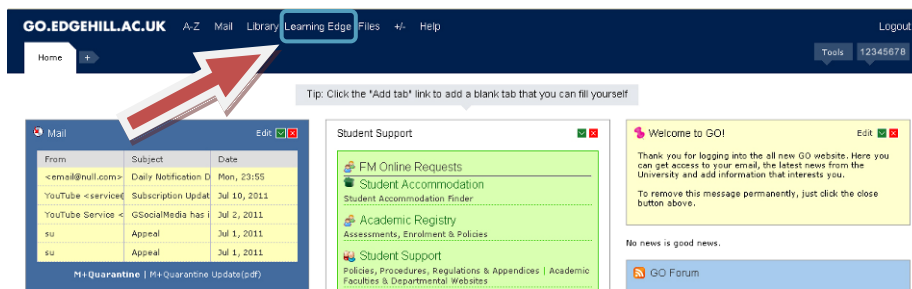 GO.EDGEHILL.AC.UK A-Z Mail Library Learning Edge Files +/- Help Logout
Home + Tools 12345678
Tip: Click the "Add tab" link to add a blank tab that you can fill yourself
Mail Edit
From Subject Date
<email@null.com> Daily Notification D Mon, 23:55
YouTube <service@ Subscription Updat Jul 10, 2011
YouTube Service < GSocialMedia has i Jul 2, 2011
su Appeal Jul 1, 2011
su Appeal Jul 1, 2011
M+Quarantine | M+Quarantine Update(pdf)
Student Support
FM Online Requests
Student Accommodation
Student Accommodation Finder
Academic Registry
Assessments, Enrolment & Policies
Student Support
Policies, Procedures, Regulations & Appendices | Academic
Faculties & Departmental Websites
Welcome to GO! Edit
Thank you for logging into the all new GO website. Here you
can get access to your email, the latest news from the
University and add information that interests you.
To remove this message permanently, just click the close
button above.
No news is good news.
GO Forum